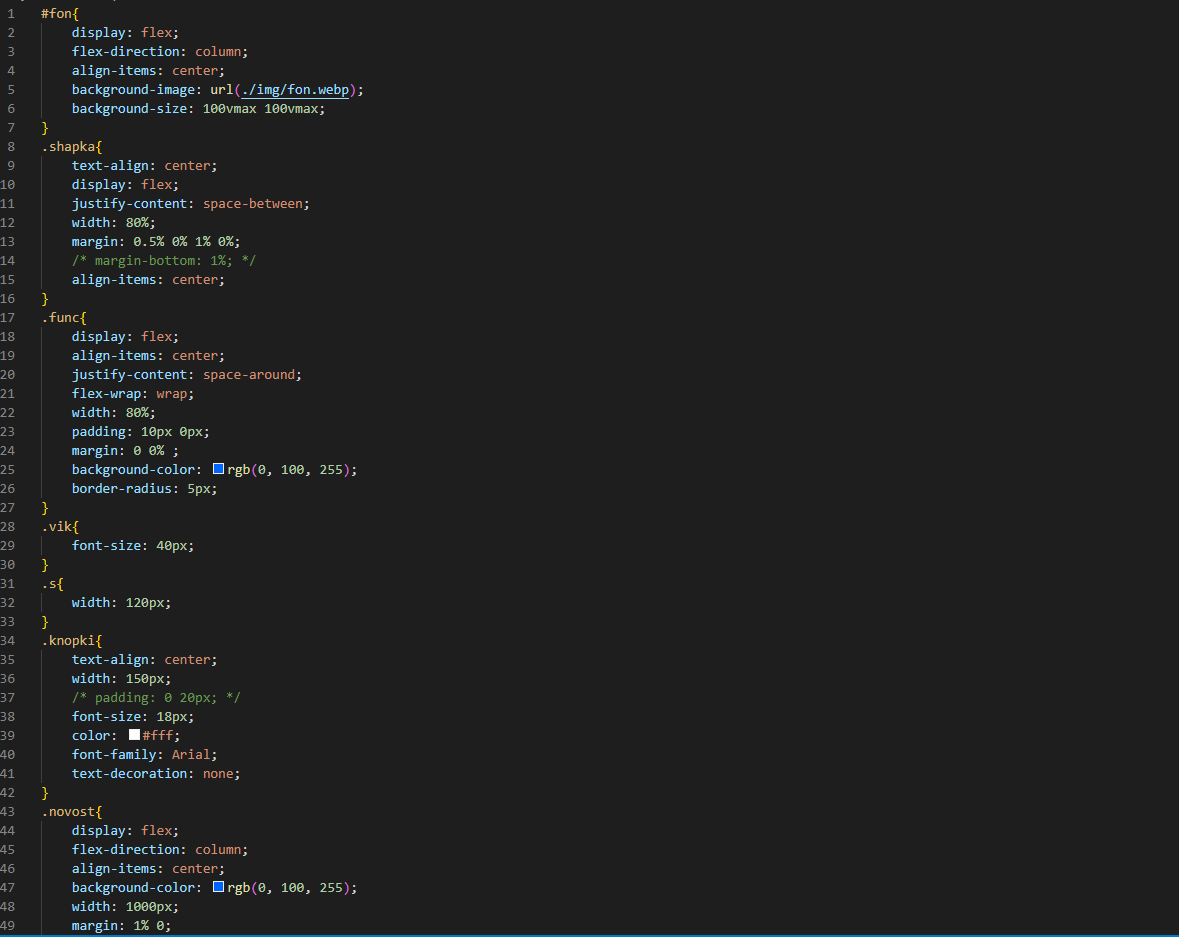 1 #fon{
2 display: flex;
3 flex-direction: column;
4 align-items: center;
5 background-image: url(./img/fon.webp);
6 background-size: 100vmax 100vmax;
7 }
8 .shapka{
9 text-align: center;
10 display: flex;
11 justify-content: space-between;
12 width: 80%;
13 margin: 0.5% 0% 1% 0%;
14 /* margin-bottom: 1%; */
15 align-items: center;
16 }
17 .func{
18 display: flex;
19 align-items: center;
20 justify-content: space-around;
21 flex-wrap: wrap;
22 width: 80%;
23 padding: 10px 0px;
24 margin: 0 0% ;
25 background-color: rgb(0, 100, 255);
26 border-radius: 5px;
27 }
28 .vik{
29 font-size: 40px;
30 }
31 .s{
32 width: 120px;
33 }
34 .knopki{
35 text-align: center;
36 width: 150px;
37 /* padding: 0 20px; */
38 font-size: 18px;
39 color: #fff;
40 font-family: Arial;
41 text-decoration: none;
42 }
43 .novost{
44 display: flex;
45 flex-direction: column;
46 align-items: center;
47 background-color: rgb(0, 100, 255);
48 width: 1000px;
49 margin: 1% 0;